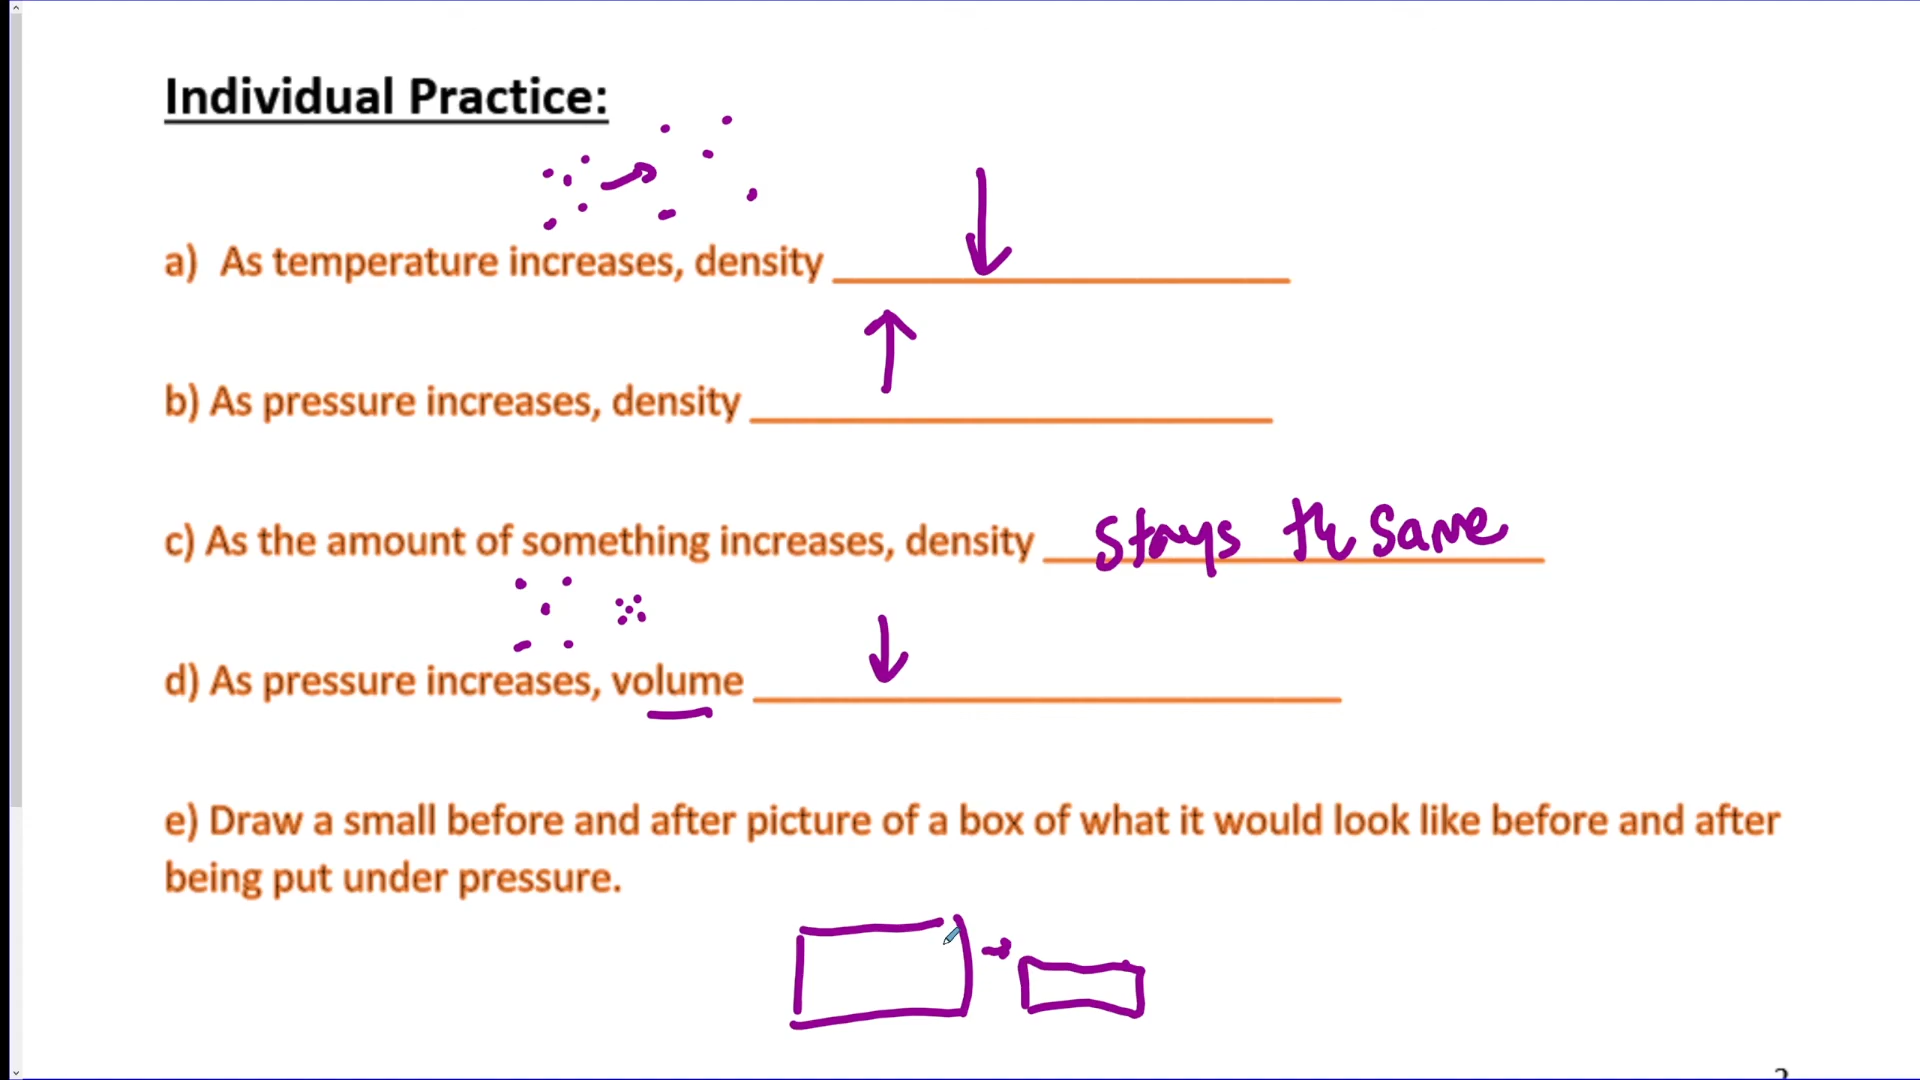 Individual Practice:
a) As temperature increases, density
b) As pressure increases, density
c) As the amount of something increases, density stays the same
d) As pressure increases, volume
e) Draw a small before and after picture of a box of what it would look like before and after
being put under pressure.